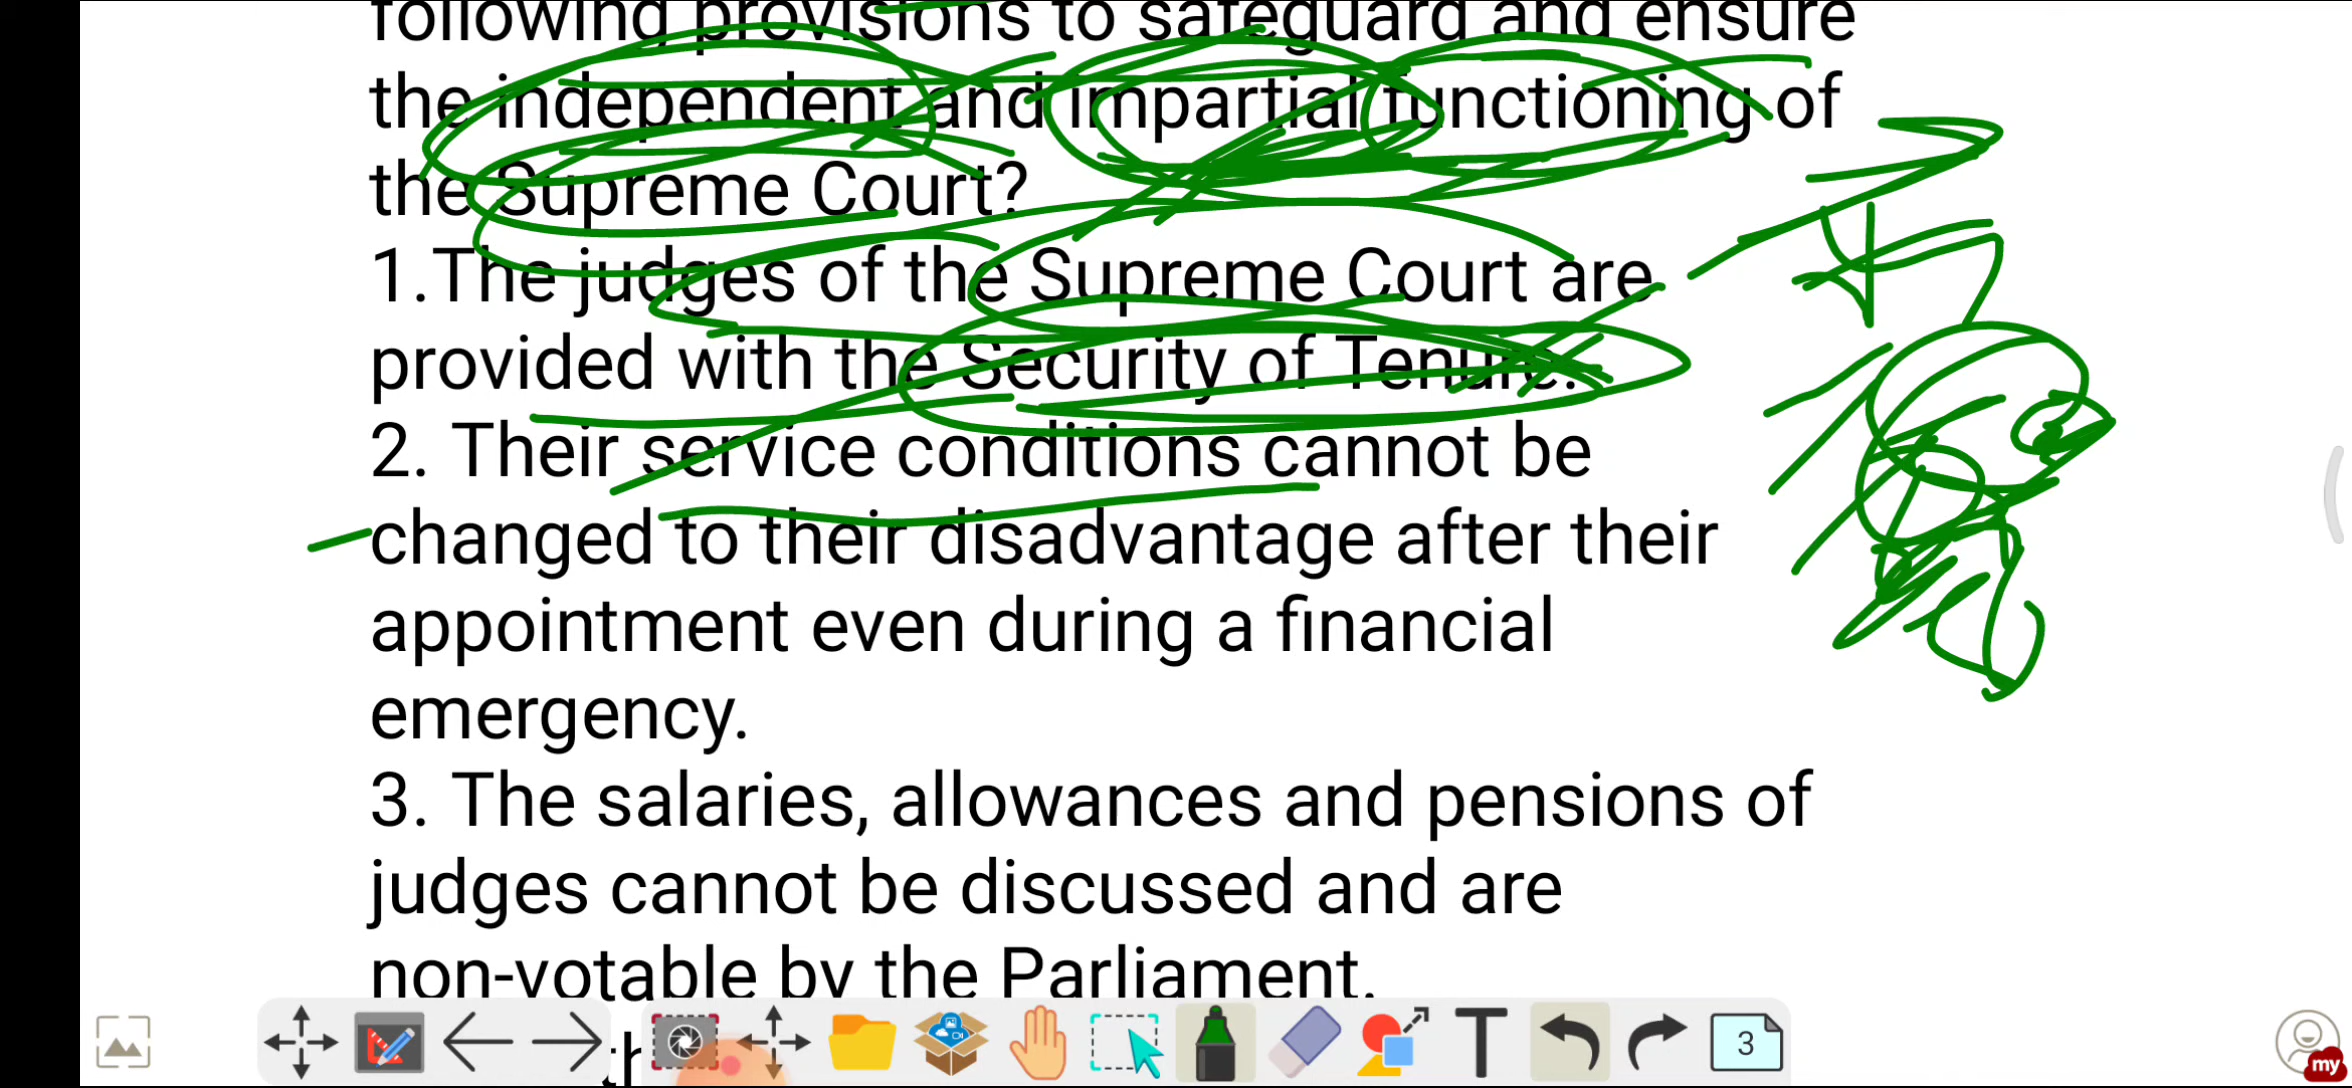 following provisions to safeguard and ensure
the independent and impartial functioning of
the Supreme Court?
1.The judges of the Supreme Court are
provided with the Security of Tenure.
2. Their service conditions cannot be
changed to their disadvantage after their
appointment even during a financial
emergency.
3. The salaries, allowances and pensions of
judges cannot be discussed and are
non-votable by the Parliament.
T
3
my